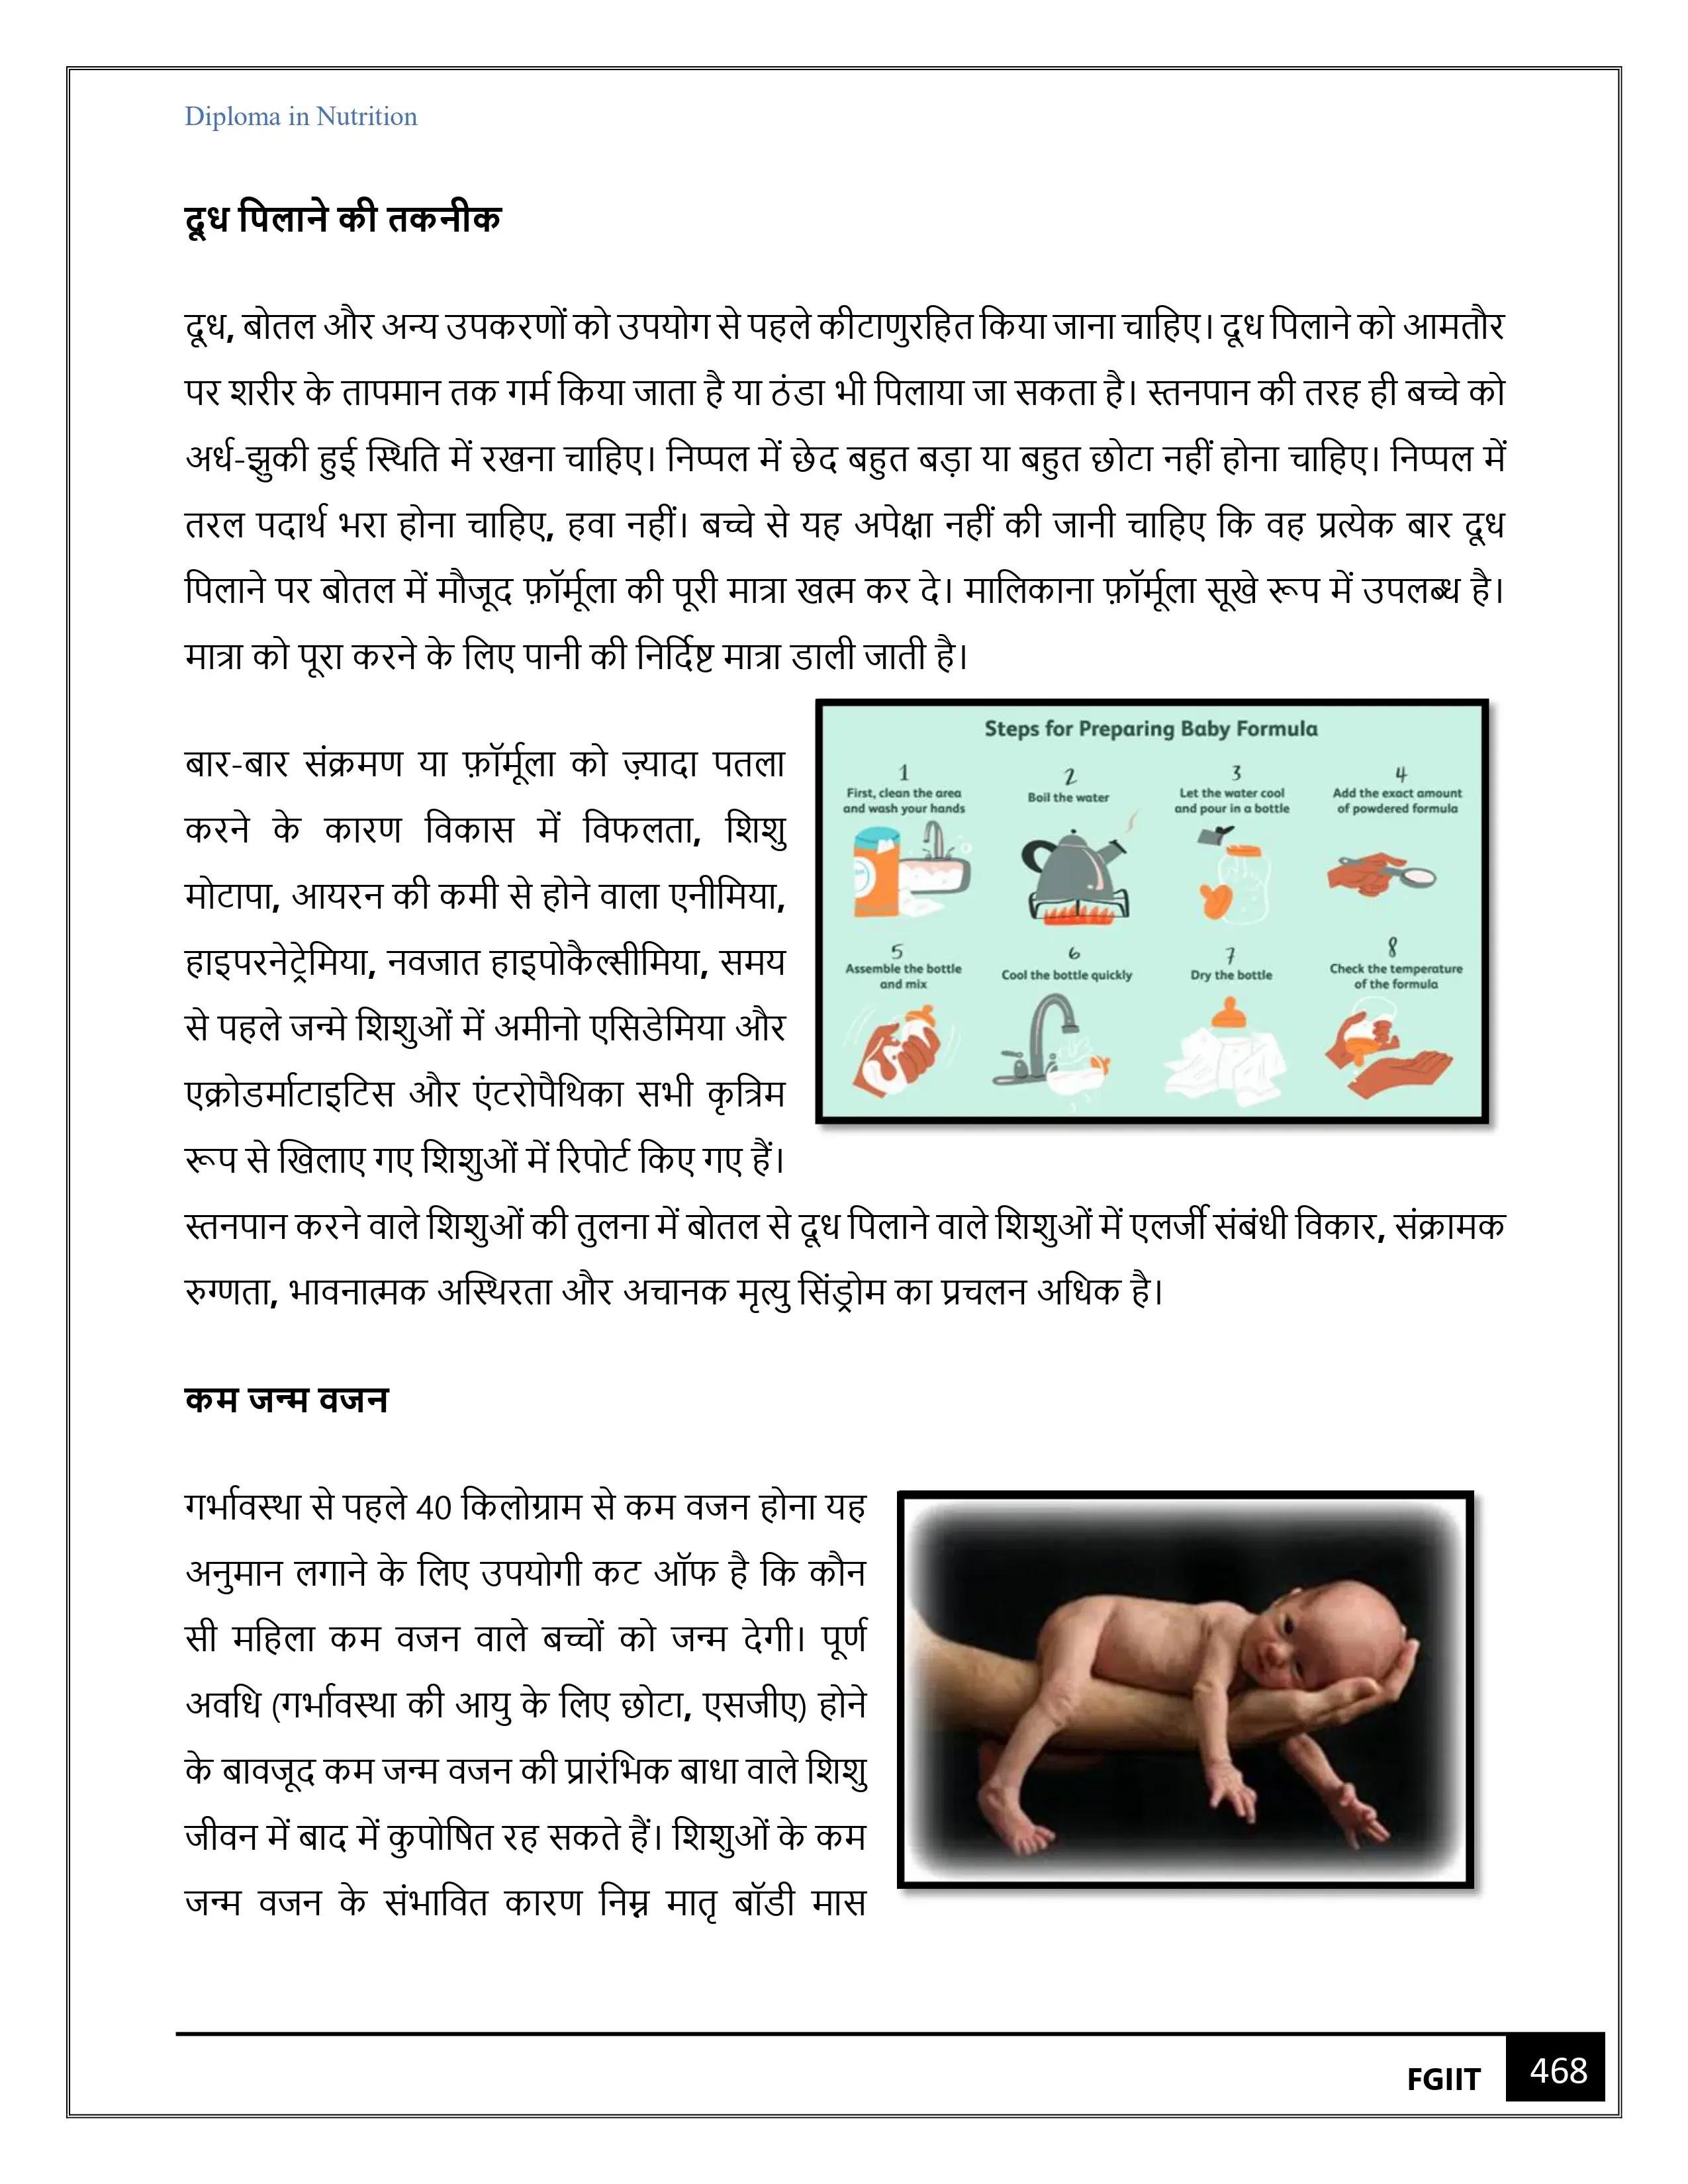 Diploma in Nutrition
दूध पिलाने की तकनीक
दूध, बोतल और अन्य उपकरणों को उपयोग से पहले कीटाणुरहित किया जाना चाहिए। दूध पिलाने को आमतौर
पर शरीर के तापमान तक गर्म किया जाता है या ठंडा भी पिलाया जा सकता है। स्तनपान की तरह ही बच्चे को
अर्ध-झुकी हुई स्थिति में रखना चाहिए। निप्पल में छेद बहुत बड़ा या बहुत छोटा नहीं होना चाहिए। निप्पल में
तरल पदार्थ भरा होना चाहिए, हवा नहीं। बच्चे से यह अपेक्षा नहीं की जानी चाहिए कि वह प्रत्येक बार दूध
पिलाने पर बोतल में मौजूद फ़ॉर्मूला की पूरी मात्रा खत्म कर दे। मालिकाना फ़ॉर्मूला सूखे रूप में उपलब्ध है।
मात्रा को पूरा करने के लिए पानी की निर्दिष्ट मात्रा डाली जाती है।
बार-बार संक्रमण या फ़ॉर्मूला को ज़्यादा पतला
करने के कारण विकास में विफलता, शिशु
मोटापा, आयरन की कमी से होने वाला एनीमिया,
हाइपरनेट्रेमिया, नवजात हाइपोकैल्सीमिया, समय
से पहले जन्मे शिशुओं में अमीनो एसिडेमिया और
एक्रोडर्माटाइटिस और एंटरोपैथिका सभी कृत्रिम
रूप से खिलाए गए शिशुओं में रिपोर्ट किए गए हैं।
स्तनपान करने वाले शिशुओं की तुलना में बोतल से दूध पिलाने वाले शिशुओं में एलर्जी संबंधी विकार, संक्रामक
रुग्णता, भावनात्मक अस्थिरता और अचानक मृत्यु सिंड्रोम का प्रचलन अधिक है।
Steps for Preparing Baby Formula
1
First, clean the area
and wash your hands
2
Boil the water
3
Let the water cool
and pour in a bottle
4
Add the exact amount
of powdered formula
5
Assemble the bottle
and mix
6
Cool the bottle quickly
7
Dry the bottle
8
Check the temperature
of the formula
कम जन्म वजन
गर्भावस्था से पहले 40 किलोग्राम से कम वजन होना यह
अनुमान लगाने के लिए उपयोगी कट ऑफ है कि कौन
सी महिला कम वजन वाले बच्चों को जन्म देगी। पूर्ण
अवधि (गर्भावस्था की आयु के लिए छोटा, एसजीए) होने
के बावजूद कम जन्म वजन की प्रारंभिक बाधा वाले शिशु
जीवन में बाद में कुपोषित रह सकते हैं। शिशुओं के कम
जन्म वजन के संभावित कारण निम्न मातृ बॉडी मास
FGIIT
468